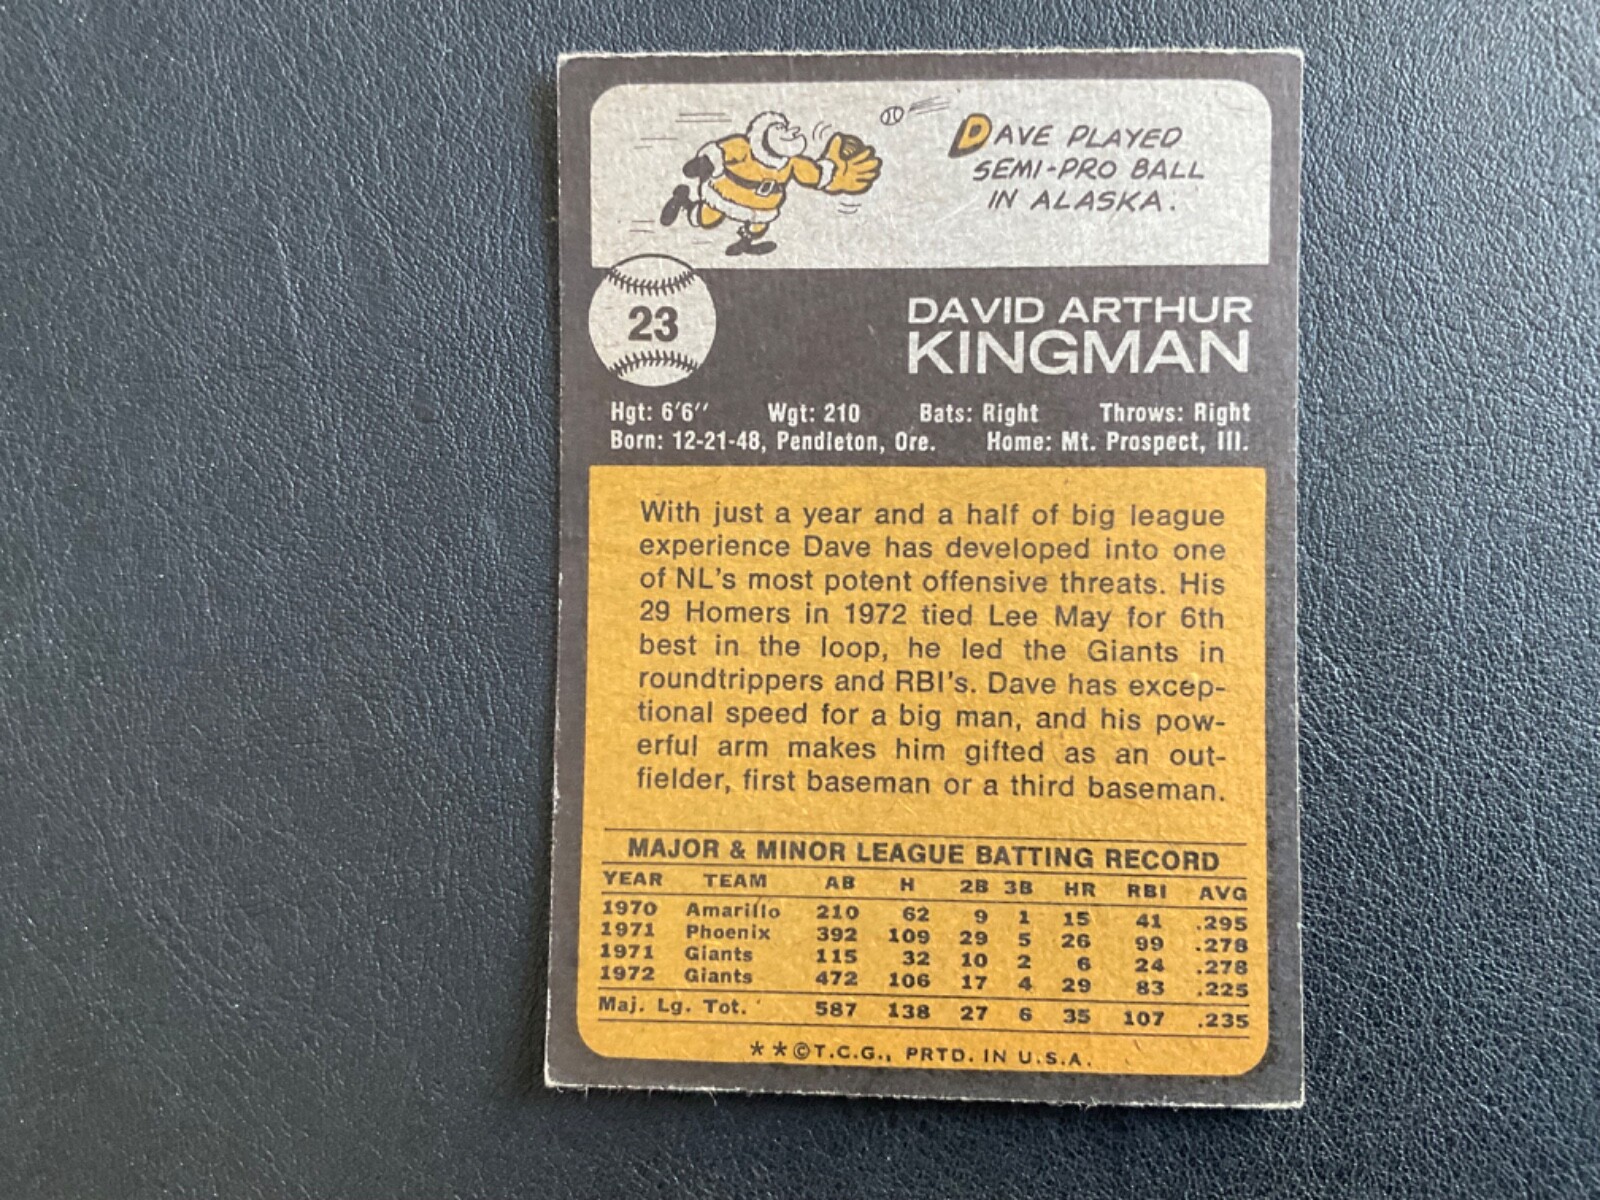 DAVE PLAYED
SEMI-PRO BALL
IN ALASKA.
23
DAVID ARTHUR
KINGMAN
Hgt: 6'6'' Wgt: 210 Bats: Right Throws: Right
Born: 12-21-48, Pendleton, Ore. Home: Mt. Prospect, Ill.
With just a year and a half of big league
experience Dave has developed into one
of NL's most potent offensive threats. His
29 Homers in 1972 tied Lee May for 6th
best in the loop, he led the Giants in
roundtrippers and RBI's. Dave has excep-
tional speed for a big man, and his pow-
erful arm makes him gifted as an out-
fielder, first baseman or a third baseman.
MAJOR & MINOR LEAGUE BATTING RECORD
YEAR TEAM AB H 2B 3B HR RBI AVG
1970 Amarillo 210 62 9 1 15 41 .295
1971 Phoenix 392 109 29 5 26 99 .278
1971 Giants 115 32 10 2 6 24 .278
1972 Giants 472 106 17 4 29 83 .225
Maj. Lg. Tot. 587 138 27 6 35 107 .235
**©T.C.G., PRTD. IN U.S.A.